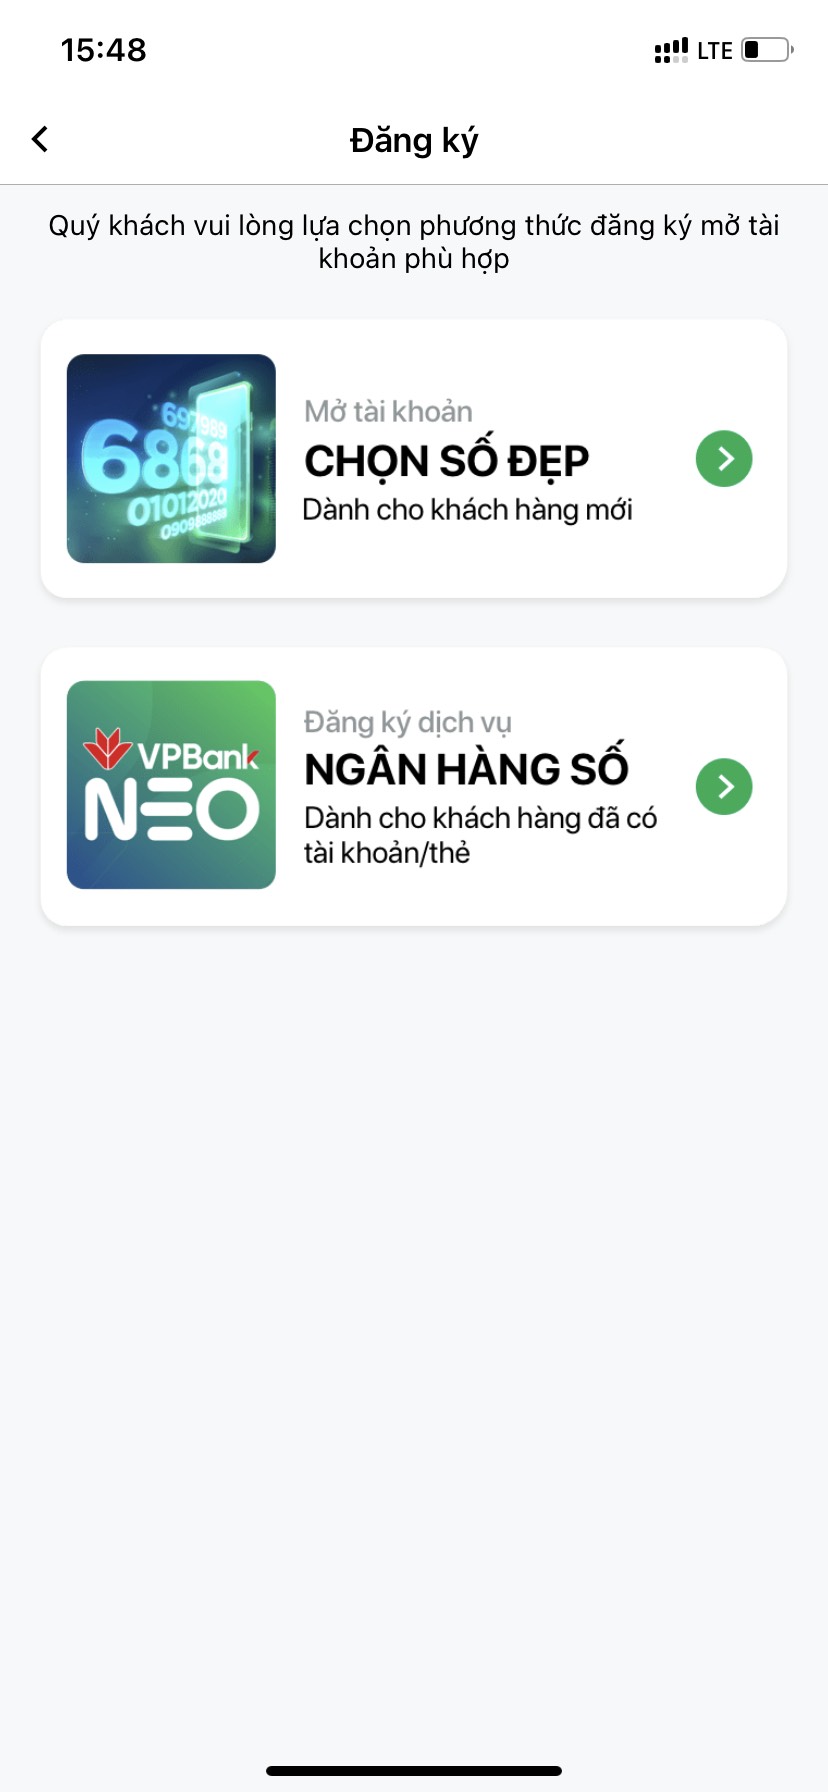 15:48
LTE
Đăng ký
Quý khách vui lòng lựa chọn phương thức đăng ký mở tài
khoản phù hợp
697989
6868
01012020
0909888888
Mở tài khoản
CHỌN SỐ ĐẸP
Dành cho khách hàng mới
VPBank
NEO
Đăng ký dịch vụ
NGÂN HÀNG SỐ
Dành cho khách hàng đã có
tài khoản/thẻ